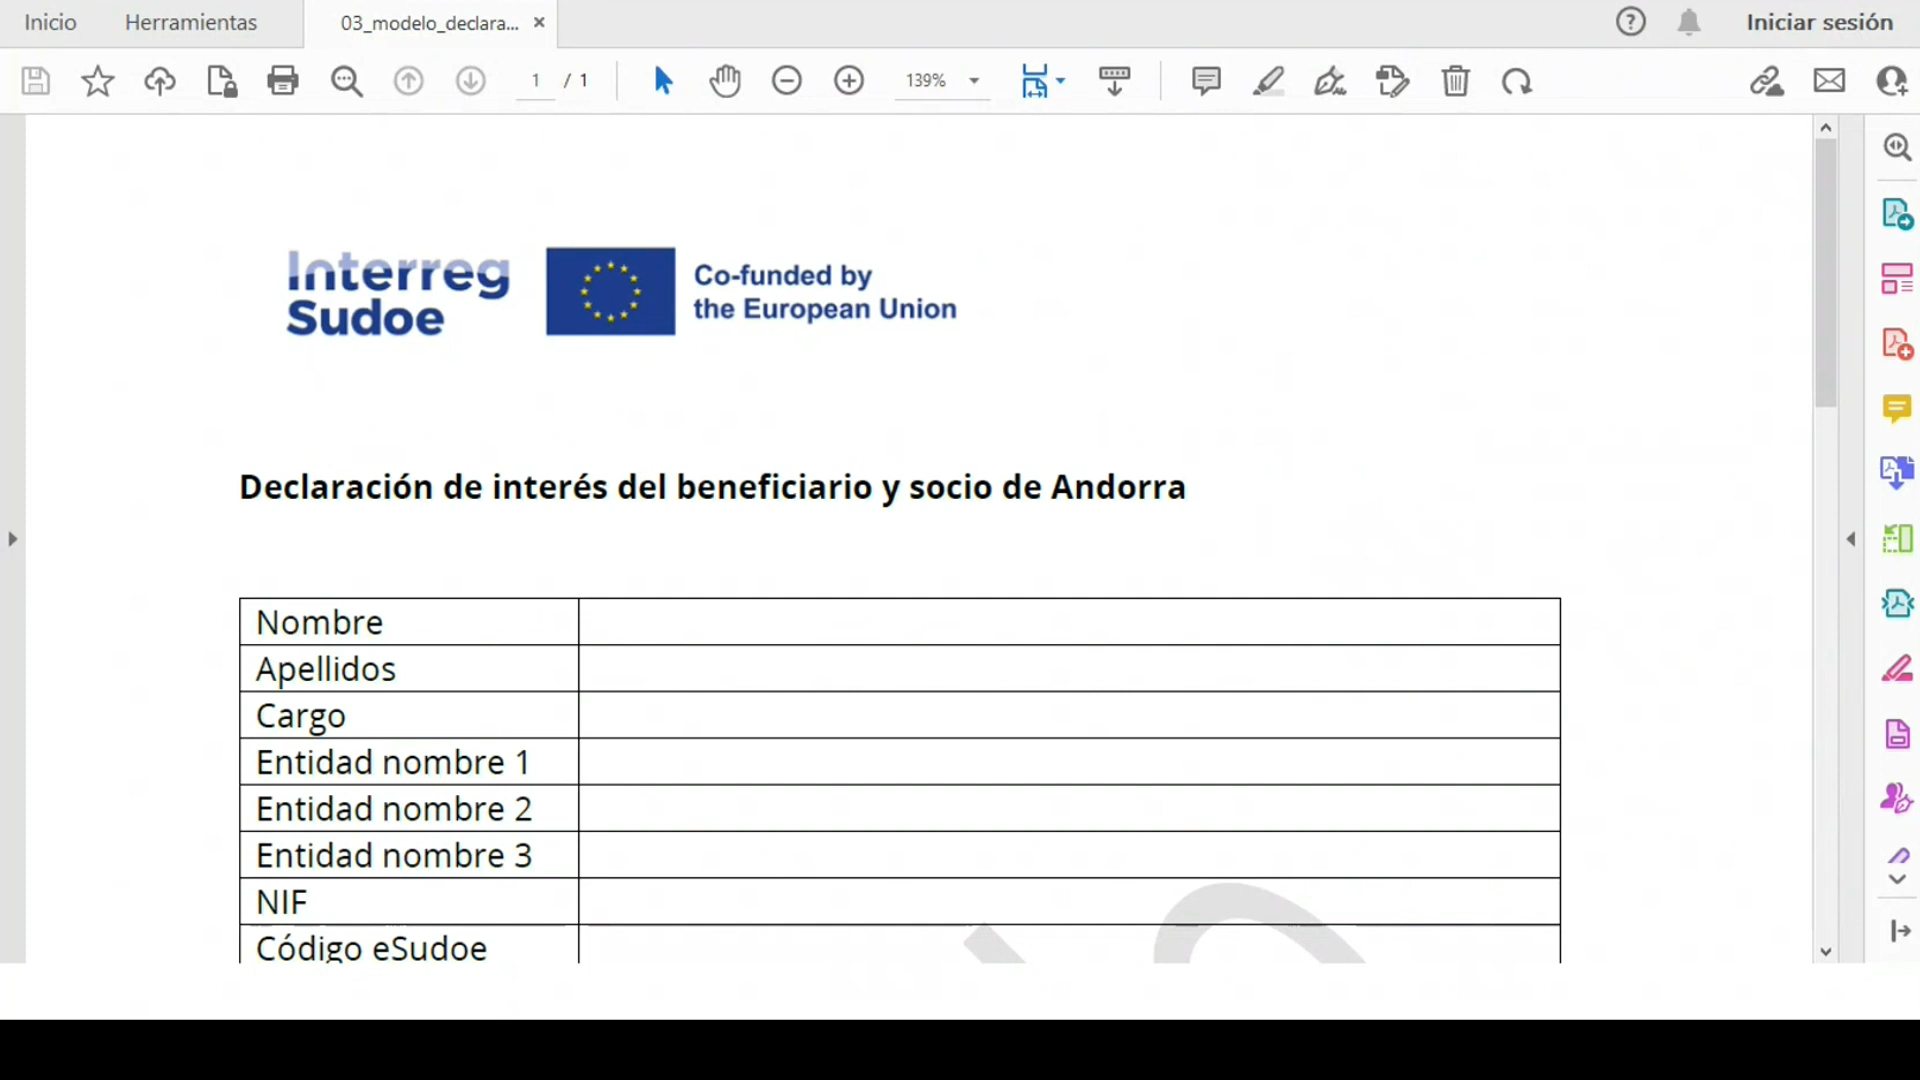 Inicio
Herramientas
03_modelo_declara...
Iniciar sesión
1 / 1
139%
Interreg
Sudoe
Co-funded by
the European Union
Declaración de interés del beneficiario y socio de Andorra
Nombre
Apellidos
Cargo
Entidad nombre 1
Entidad nombre 2
Entidad nombre 3
NIF
Código eSudoe